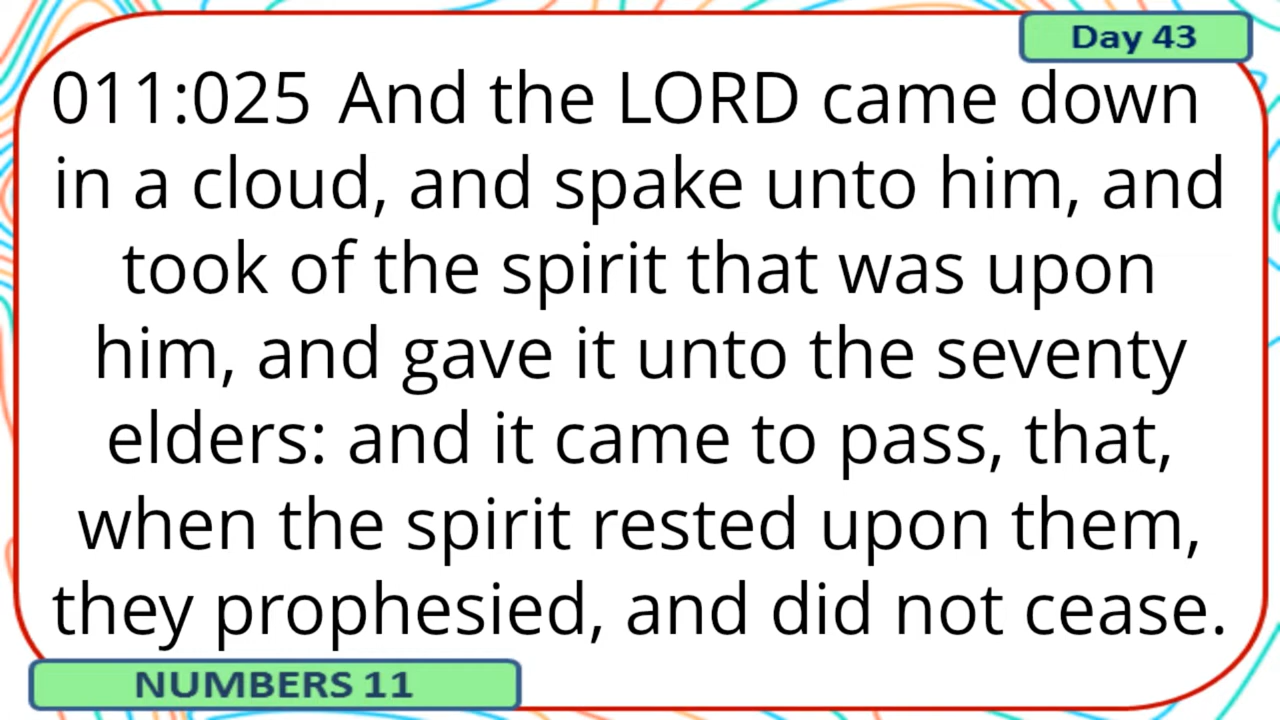 Day 43
011:025 And the LORD came down
in a cloud, and spake unto him, and
took of the spirit that was upon
him, and gave it unto the seventy
elders: and it came to pass, that,
when the spirit rested upon them,
they prophesied, and did not cease.
NUMBERS 11